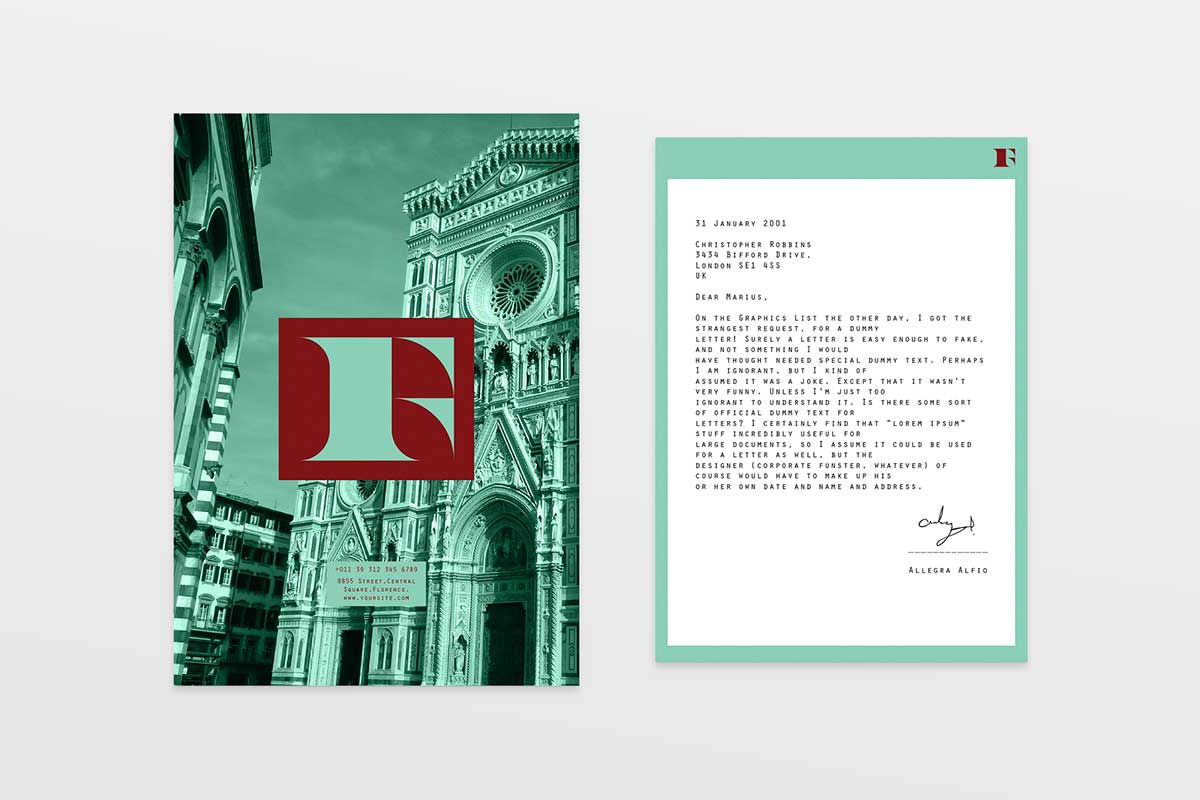 F
+011 39 312 345 6789
8855 Street,Central
Square,Florence.
www.yoursite.com
F
31 January 2001
Christopher Robbins
3434 Bifford Drive.
London SE1 4SS
UK
Dear Marius,
On the Graphics List the other day, I got the
strangest request, for a dummy
letter! Surely a letter is easy enough to fake,
and not something I would
have thought needed special dummy text. Perhaps
I am ignorant, but I kind of
assumed it was a joke. Except that it wasn't
very funny. Unless I'm just too
ignorant to understand it. Is there some sort
of official dummy text for
letters? I certainly find that "lorem ipsum"
stuff incredibly useful for
large documents, so I assume it could be used
for a letter as well, but the
designer (corporate funster, whatever) of
course would have to make up his
or her own date and name and address.
Allegra Alfio